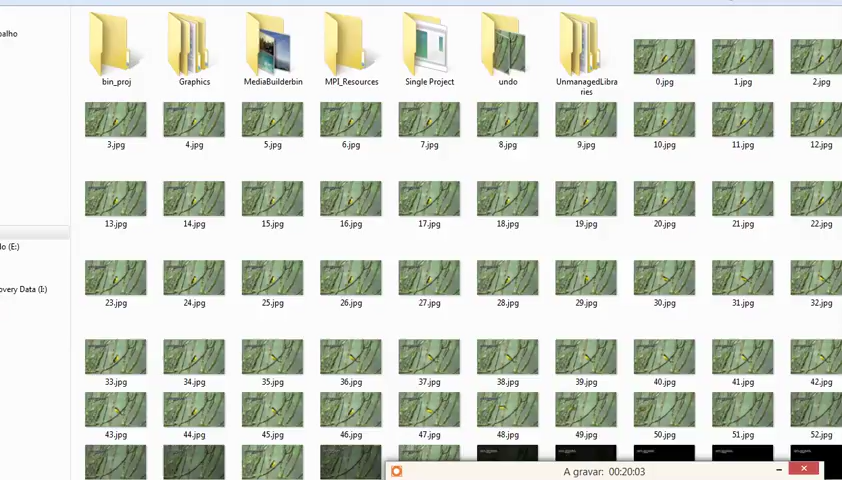 balho
bin_proj
Graphics
MediaBuilderbin
MPI_Resources
Single Project
undo
UnmanagedLibra
ries
0.jpg
1.jpg
2.jpg
3.jpg
4.jpg
5.jpg
6.jpg
7.jpg
8.jpg
9.jpg
10.jpg
11.jpg
12.jpg
13.jpg
14.jpg
15.jpg
16.jpg
17.jpg
18.jpg
19.jpg
20.jpg
21.jpg
22.jpg
lo (E:)
overy Data (I:)
23.jpg
24.jpg
25.jpg
26.jpg
27.jpg
28.jpg
29.jpg
30.jpg
31.jpg
32.jpg
33.jpg
34.jpg
35.jpg
36.jpg
37.jpg
38.jpg
39.jpg
40.jpg
41.jpg
42.jpg
43.jpg
44.jpg
45.jpg
46.jpg
47.jpg
48.jpg
49.jpg
50.jpg
51.jpg
52.jpg
A gravar: 00:20:03